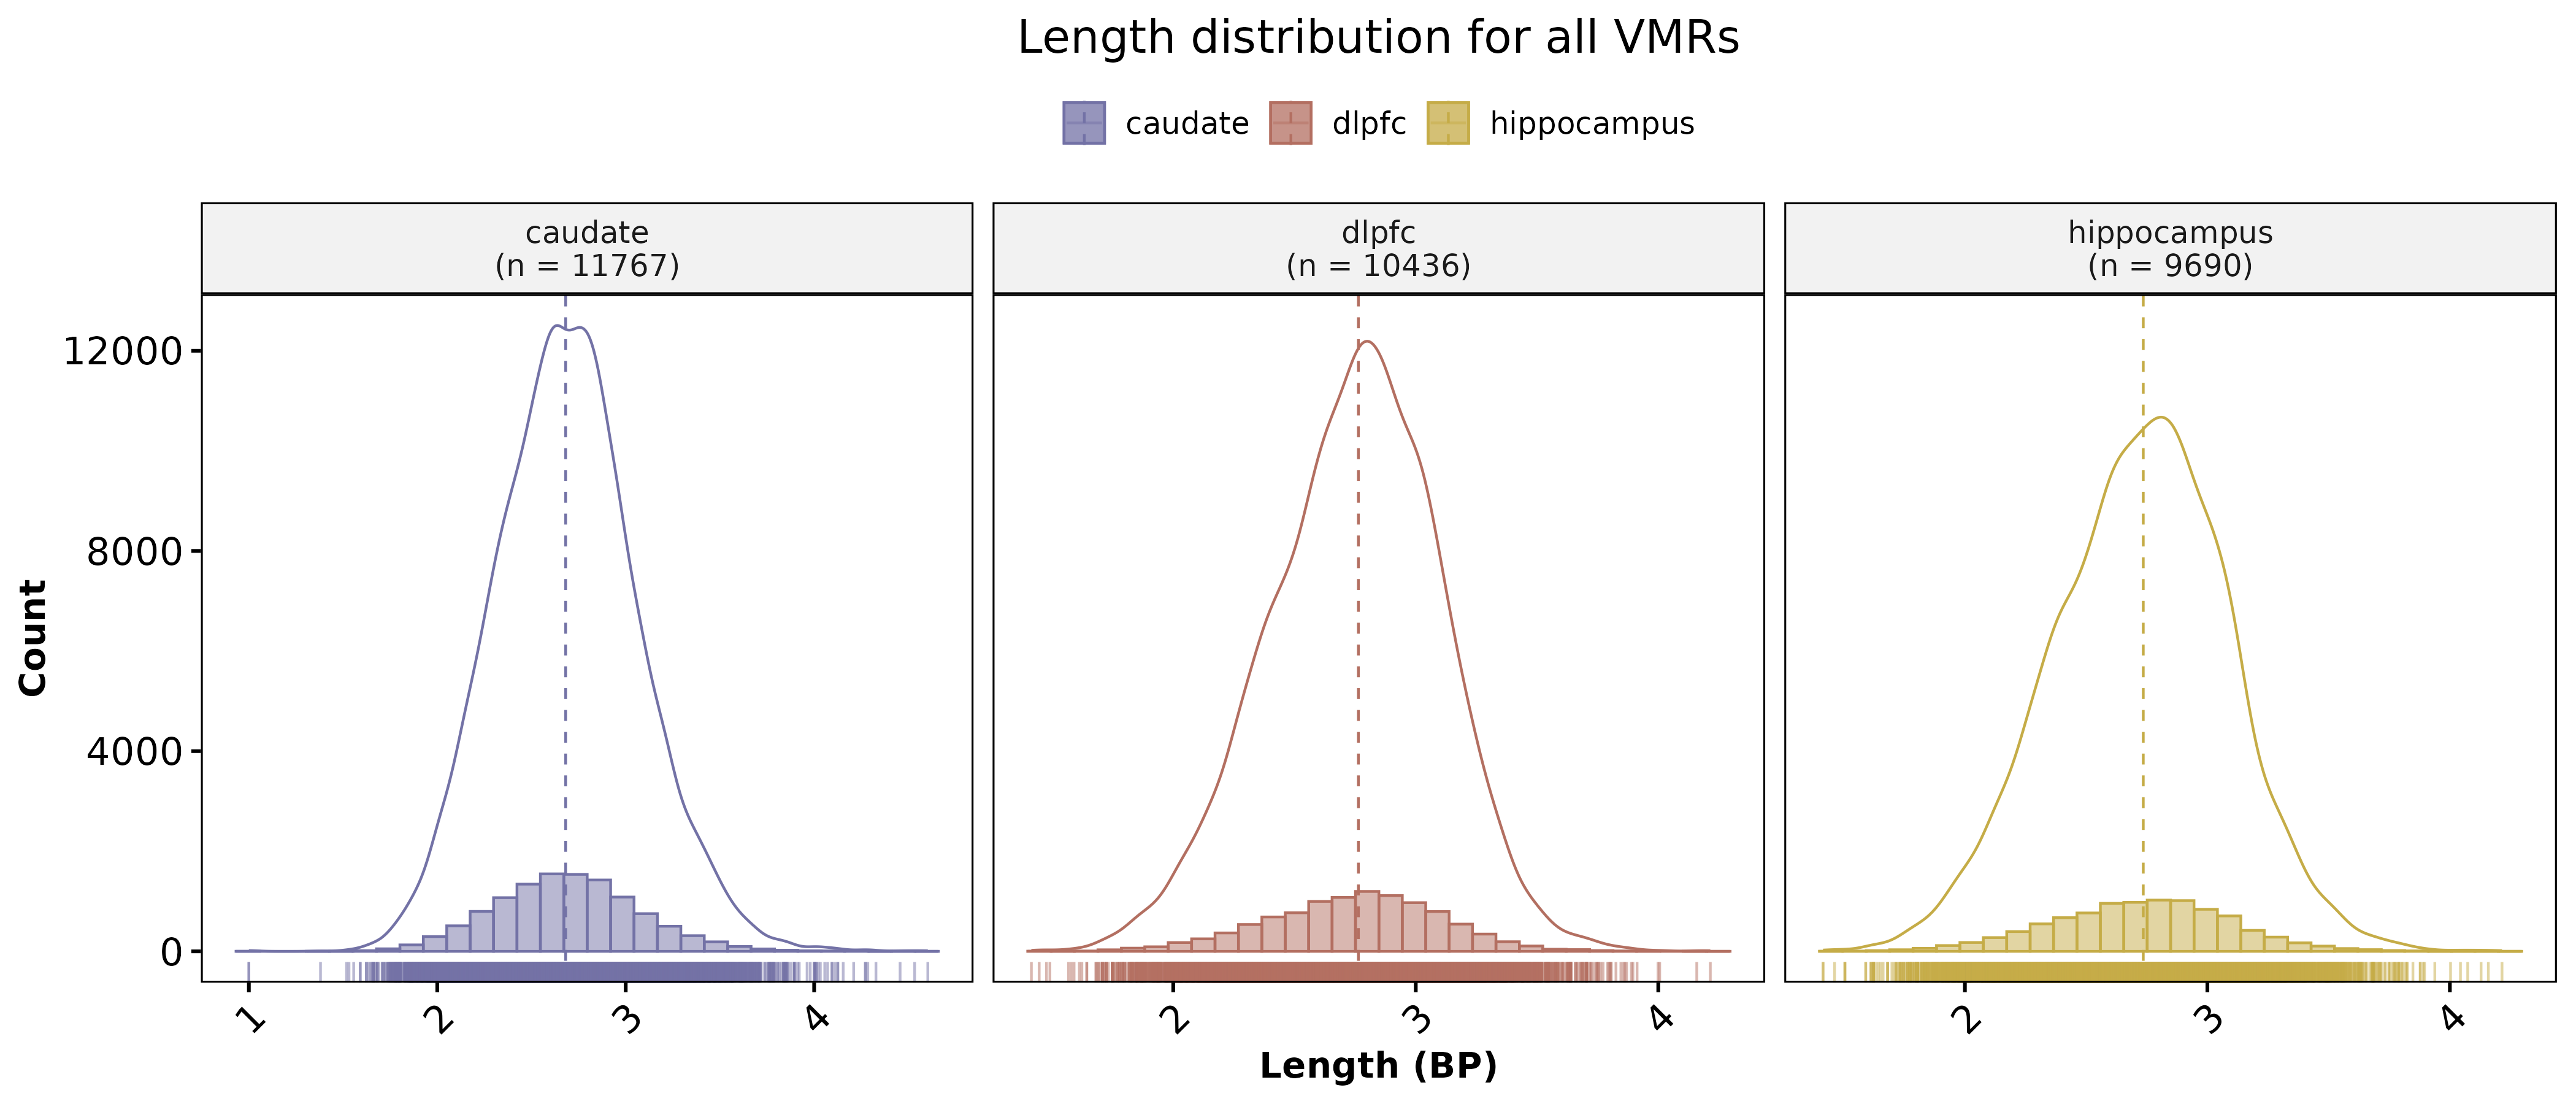 Length distribution for all VMRs
caudate dlpfc hippocampus
caudate
(n = 11767)
dlpfc
(n = 10436)
hippocampus
(n = 9690)
Count
12000
8000
4000
0
1 2 3 4
2 3 4
2 3 4
Length (BP)